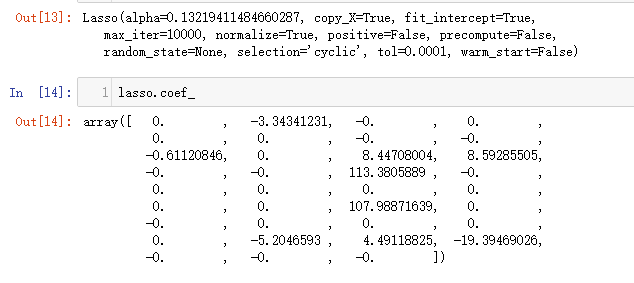 Out[13]: Lasso(alpha=0.13219411484660287, copy_X=True, fit_intercept=True,
max_iter=10000, normalize=True, positive=False, precompute=False,
random_state=None, selection='cyclic', tol=0.0001, warm_start=False)
In [14]: 1 lasso.coef_
Out[14]: array([ 0. , -3.34341231, -0. , 0. ,
0. , 0. , -0. , -0. ,
-0.61120846, 0. , 8.44708004, 8.59285505,
-0. , -0. , 113.3805889 , -0. ,
0. , 0. , 0. , 0. ,
0. , 0. , 107.98871639, 0. ,
-0. , 0. , 0. , 0. ,
0. , -5.2046593 , 4.49118825, -19.39469026,
-0. , -0. , -0. ])